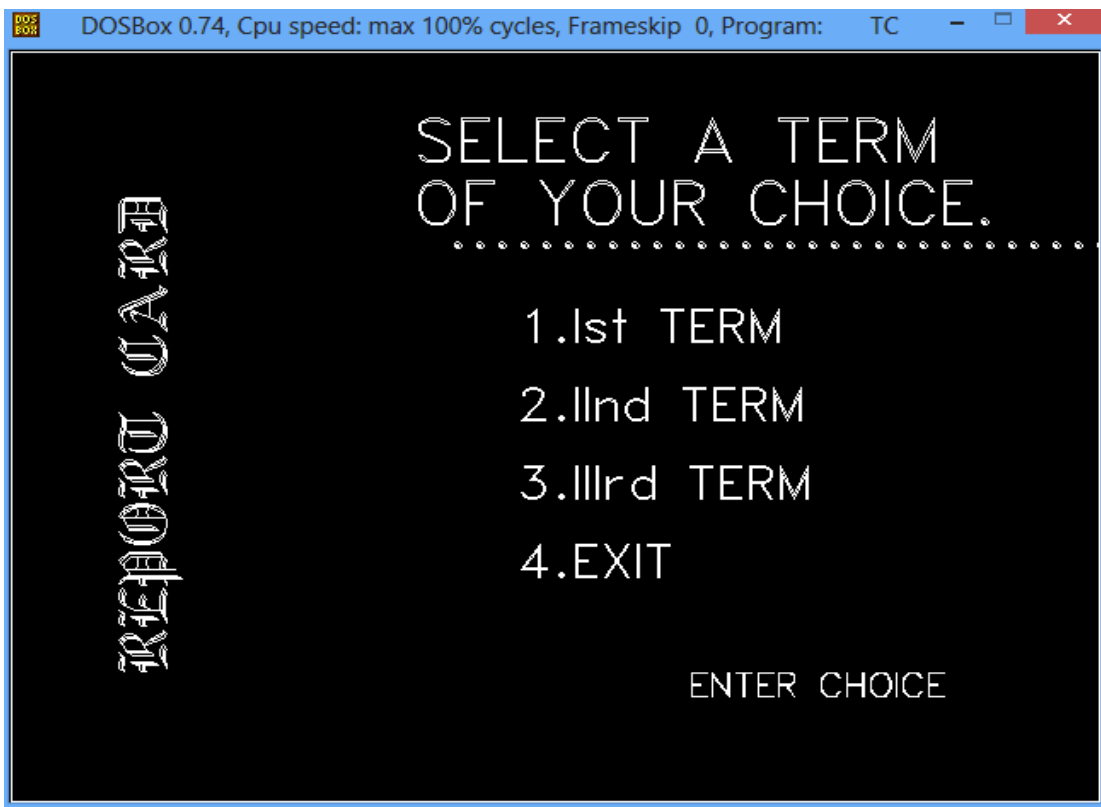 DOSBox 0.74, Cpu speed: max 100% cycles, Frameskip 0, Program: TC
SELECT A TERM
OF YOUR CHOICE.
REPORT CARD
1.Ist TERM
2.IInd TERM
3.IIIrd TERM
4.EXIT
ENTER CHOICE